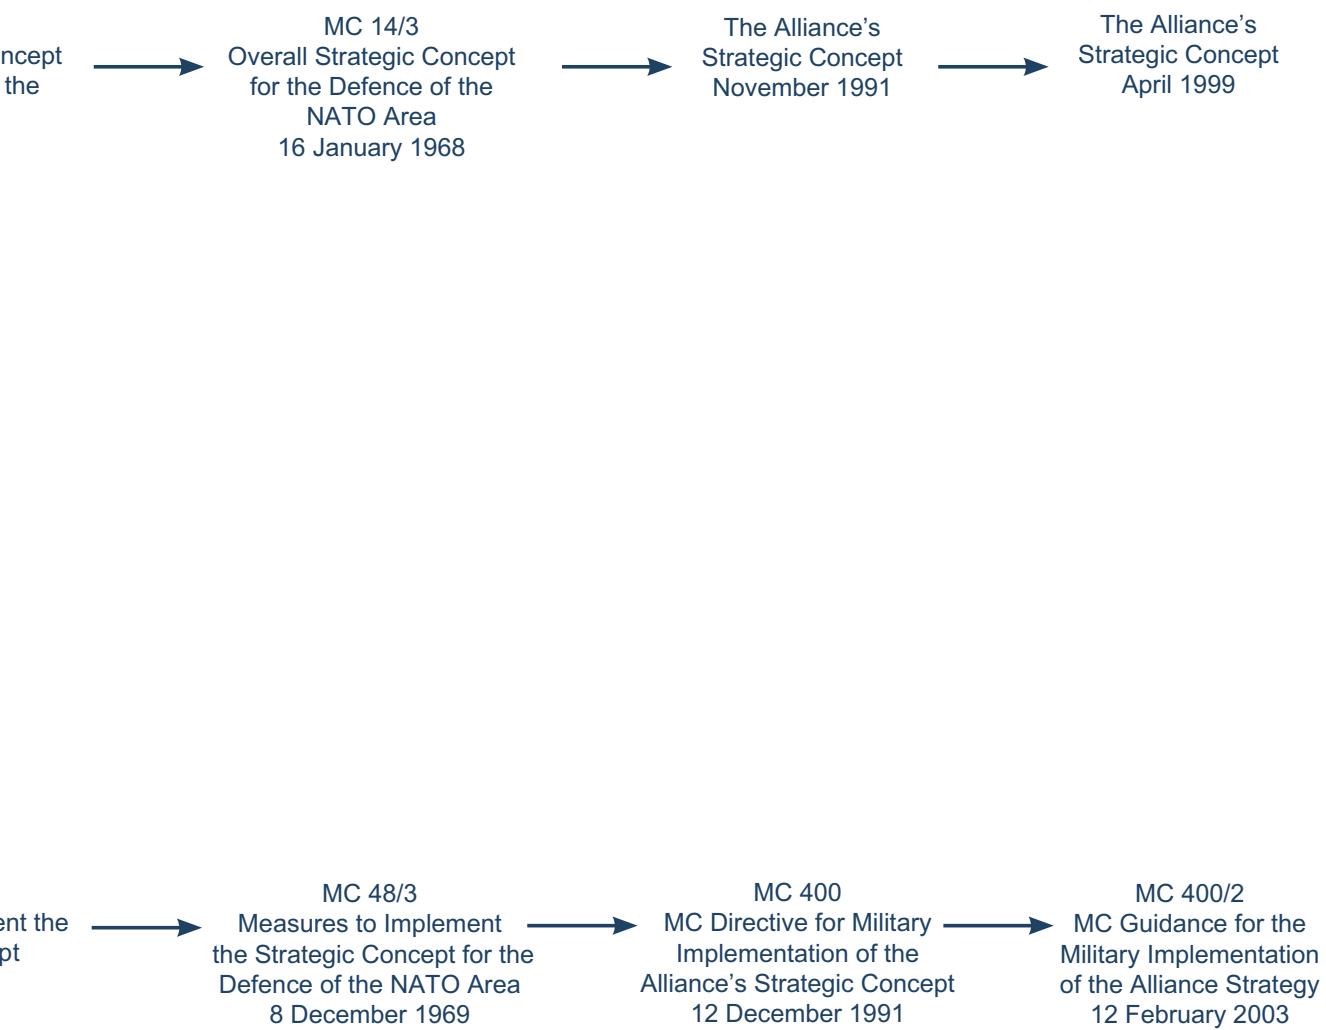 ncept
the
MC 14/3
Overall Strategic Concept
for the Defence of the
NATO Area
16 January 1968
The Alliance’s
Strategic Concept
November 1991
The Alliance’s
Strategic Concept
April 1999
ent the
pt
MC 48/3
Measures to Implement
the Strategic Concept for the
Defence of the NATO Area
8 December 1969
MC 400
MC Directive for Military
Implementation of the
Alliance’s Strategic Concept
12 December 1991
MC 400/2
MC Guidance for the
Military Implementation
of the Alliance Strategy
12 February 2003